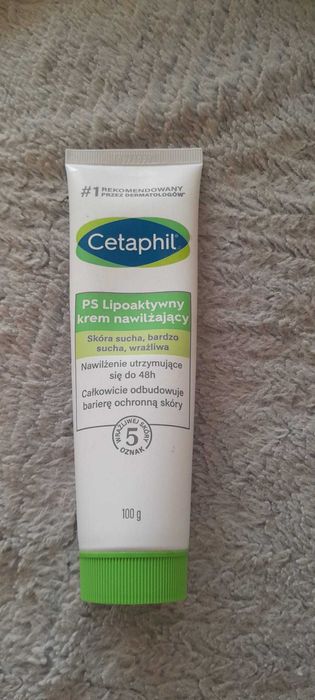 #1 REKOMENDOWANY
PRZEZ DERMATOLOGÓW
Cetaphil
PS Lipoaktywny
krem nawilżający
Skóra sucha, bardzo
sucha, wrażliwa
Nawilżenie utrzymujące
się do 48h
Całkowicie odbudowuje
barierę ochronną skóry
WRAŻLIWEJ SKÓRY
5
OZNAK
100 g